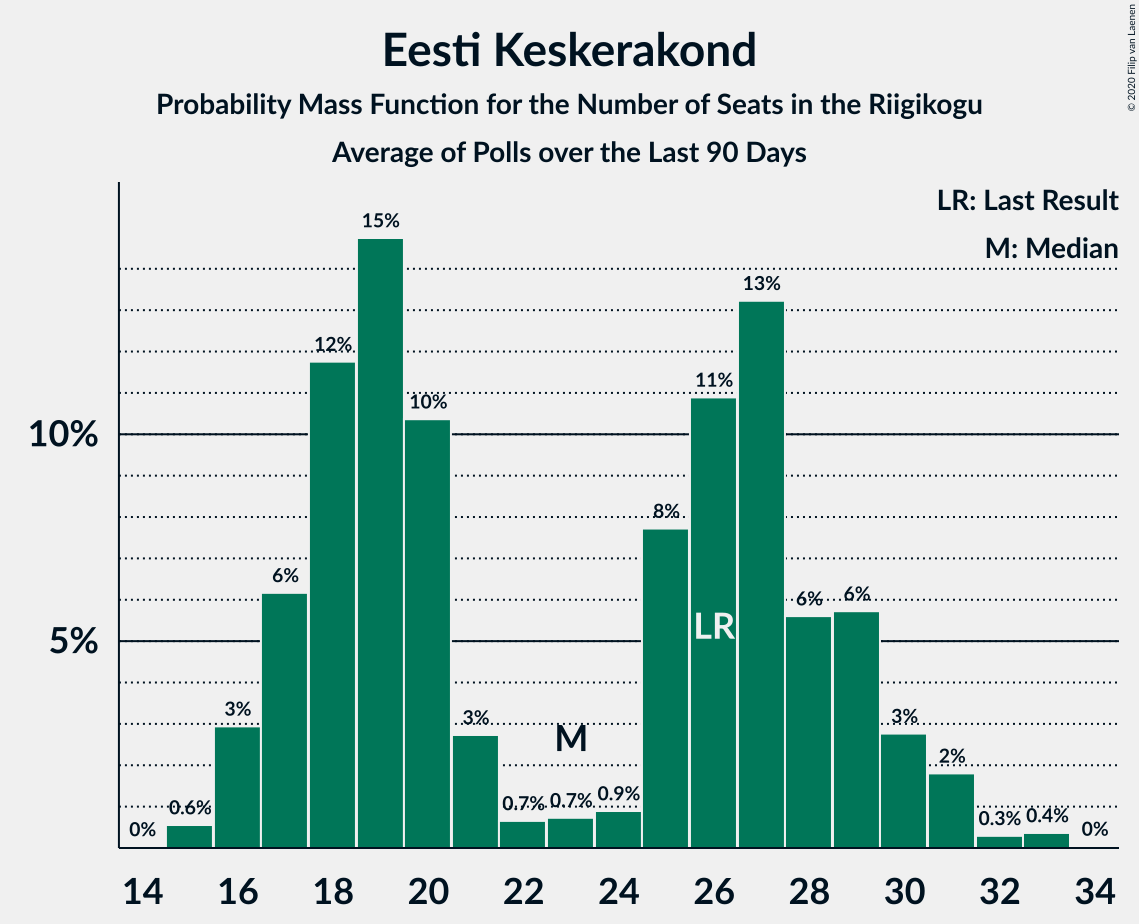 Eesti Keskerakond
Probability Mass Function for the Number of Seats in the Riigikogu
Average of Polls over the Last 90 Days
© 2020 Filip van Laenen
LR: Last Result
M: Median
10%
5%
0%
0.6%
3%
6%
12%
15%
10%
3%
0.7%
0.7%
0.9%
8%
11%
13%
6%
6%
3%
2%
0.3%
0.4%
0%
M
LR
14 16 18 20 22 24 26 28 30 32 34